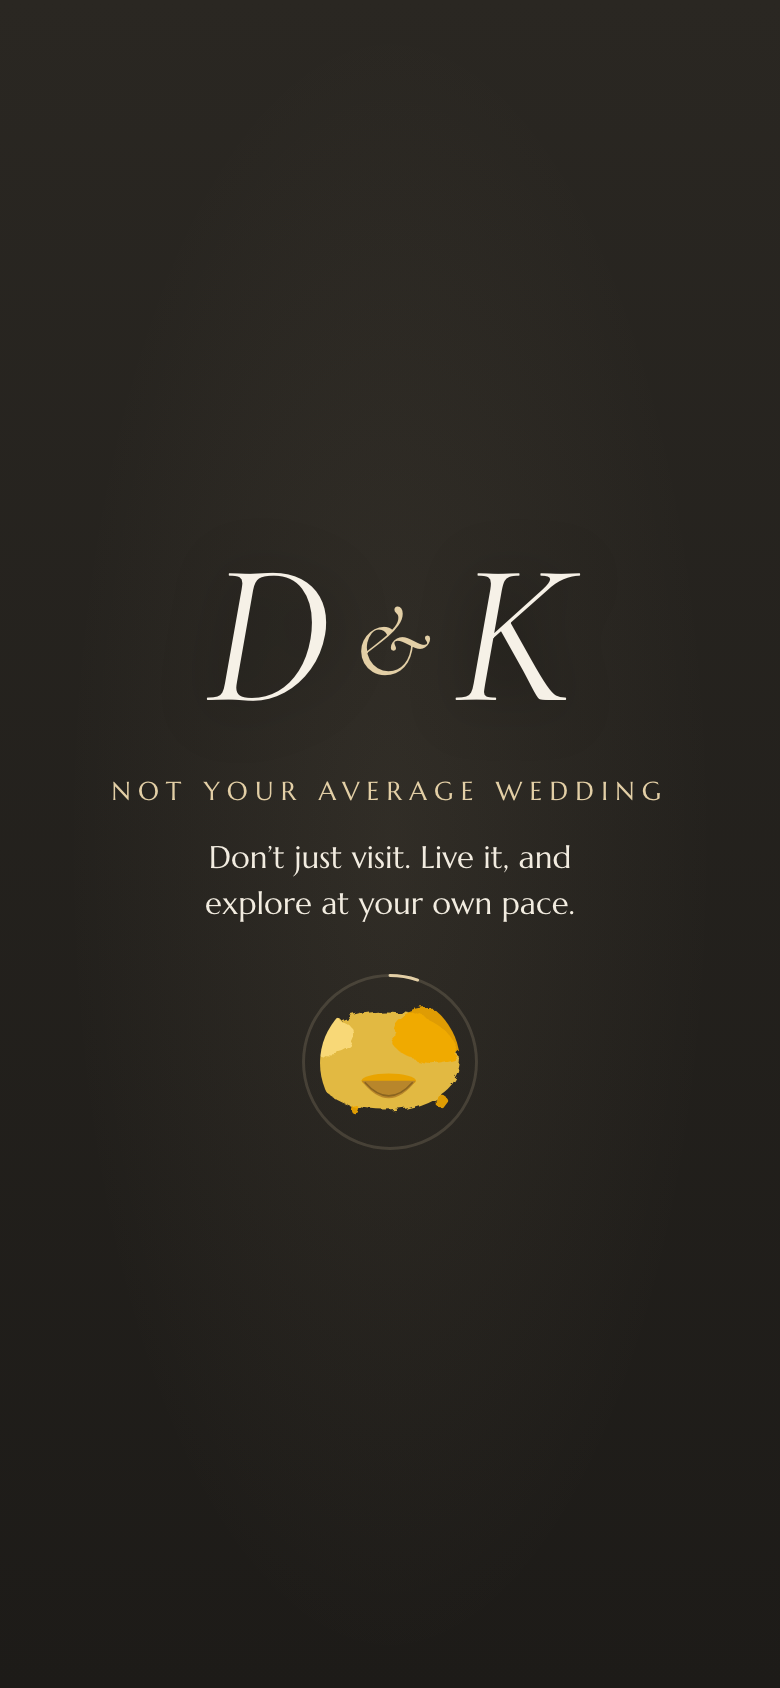 D & K
NOT YOUR AVERAGE WEDDING
Don’t just visit. Live it, and
explore at your own pace.